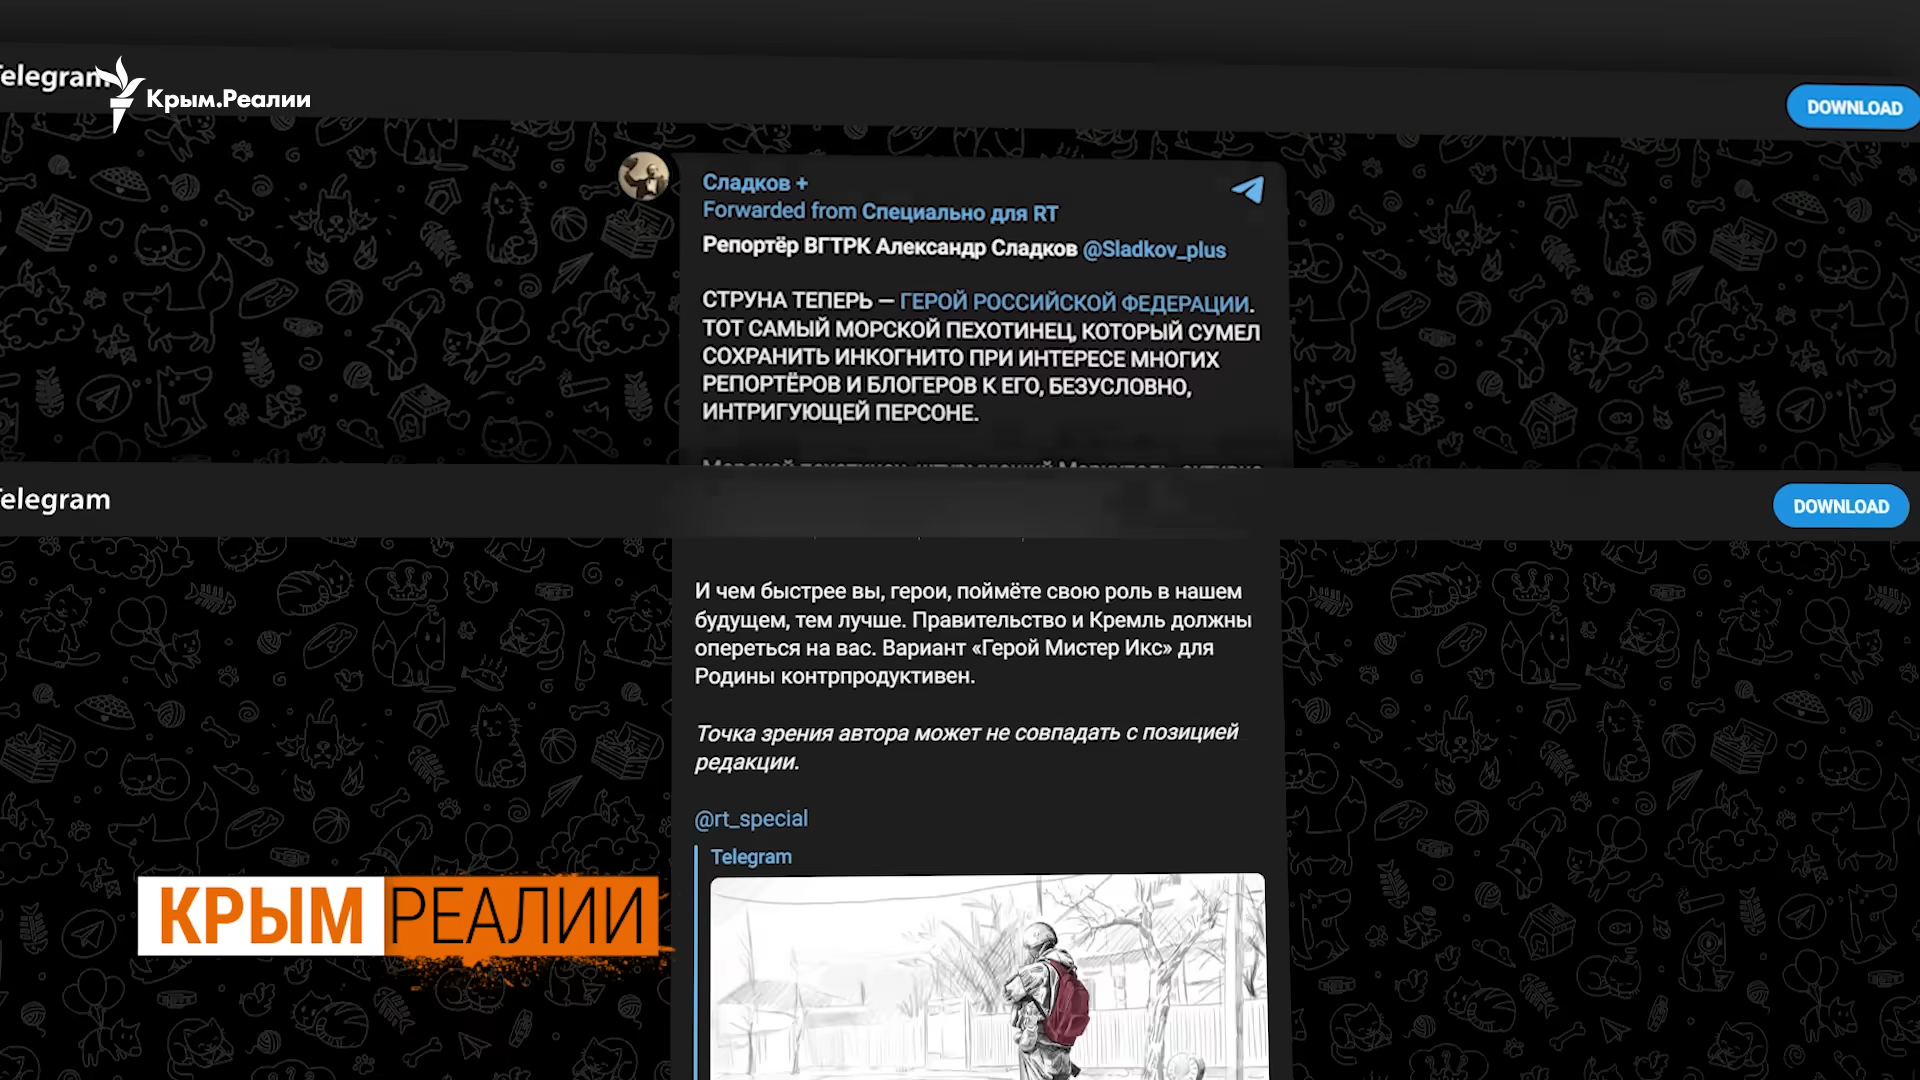 Telegram
Крым.Реалии
DOWNLOAD
Сладков +
Forwarded from Специально для RT
Репортёр ВГТРК Александр Сладков @Sladkov_plus
СТРУНА ТЕПЕРЬ — ГЕРОЙ РОССИЙСКОЙ ФЕДЕРАЦИИ.
ТОТ САМЫЙ МОРСКОЙ ПЕХОТИНЕЦ, КОТОРЫЙ СУМЕЛ
СОХРАНИТЬ ИНКОГНИТО ПРИ ИНТЕРЕСЕ МНОГИХ
РЕПОРТЁРОВ И БЛОГЕРОВ К ЕГО, БЕЗУСЛОВНО,
ИНТРИГУЮЩЕЙ ПЕРСОНЕ.
Telegram
DOWNLOAD
И чем быстрее вы, герои, поймёте свою роль в нашем
будущем, тем лучше. Правительство и Кремль должны
опереться на вас. Вариант «Герой Мистер Икс» для
Родины контрпродуктивен.
Точка зрения автора может не совпадать с позицией
редакции.
@rt_special
Telegram
КРЫМ РЕАЛИИ